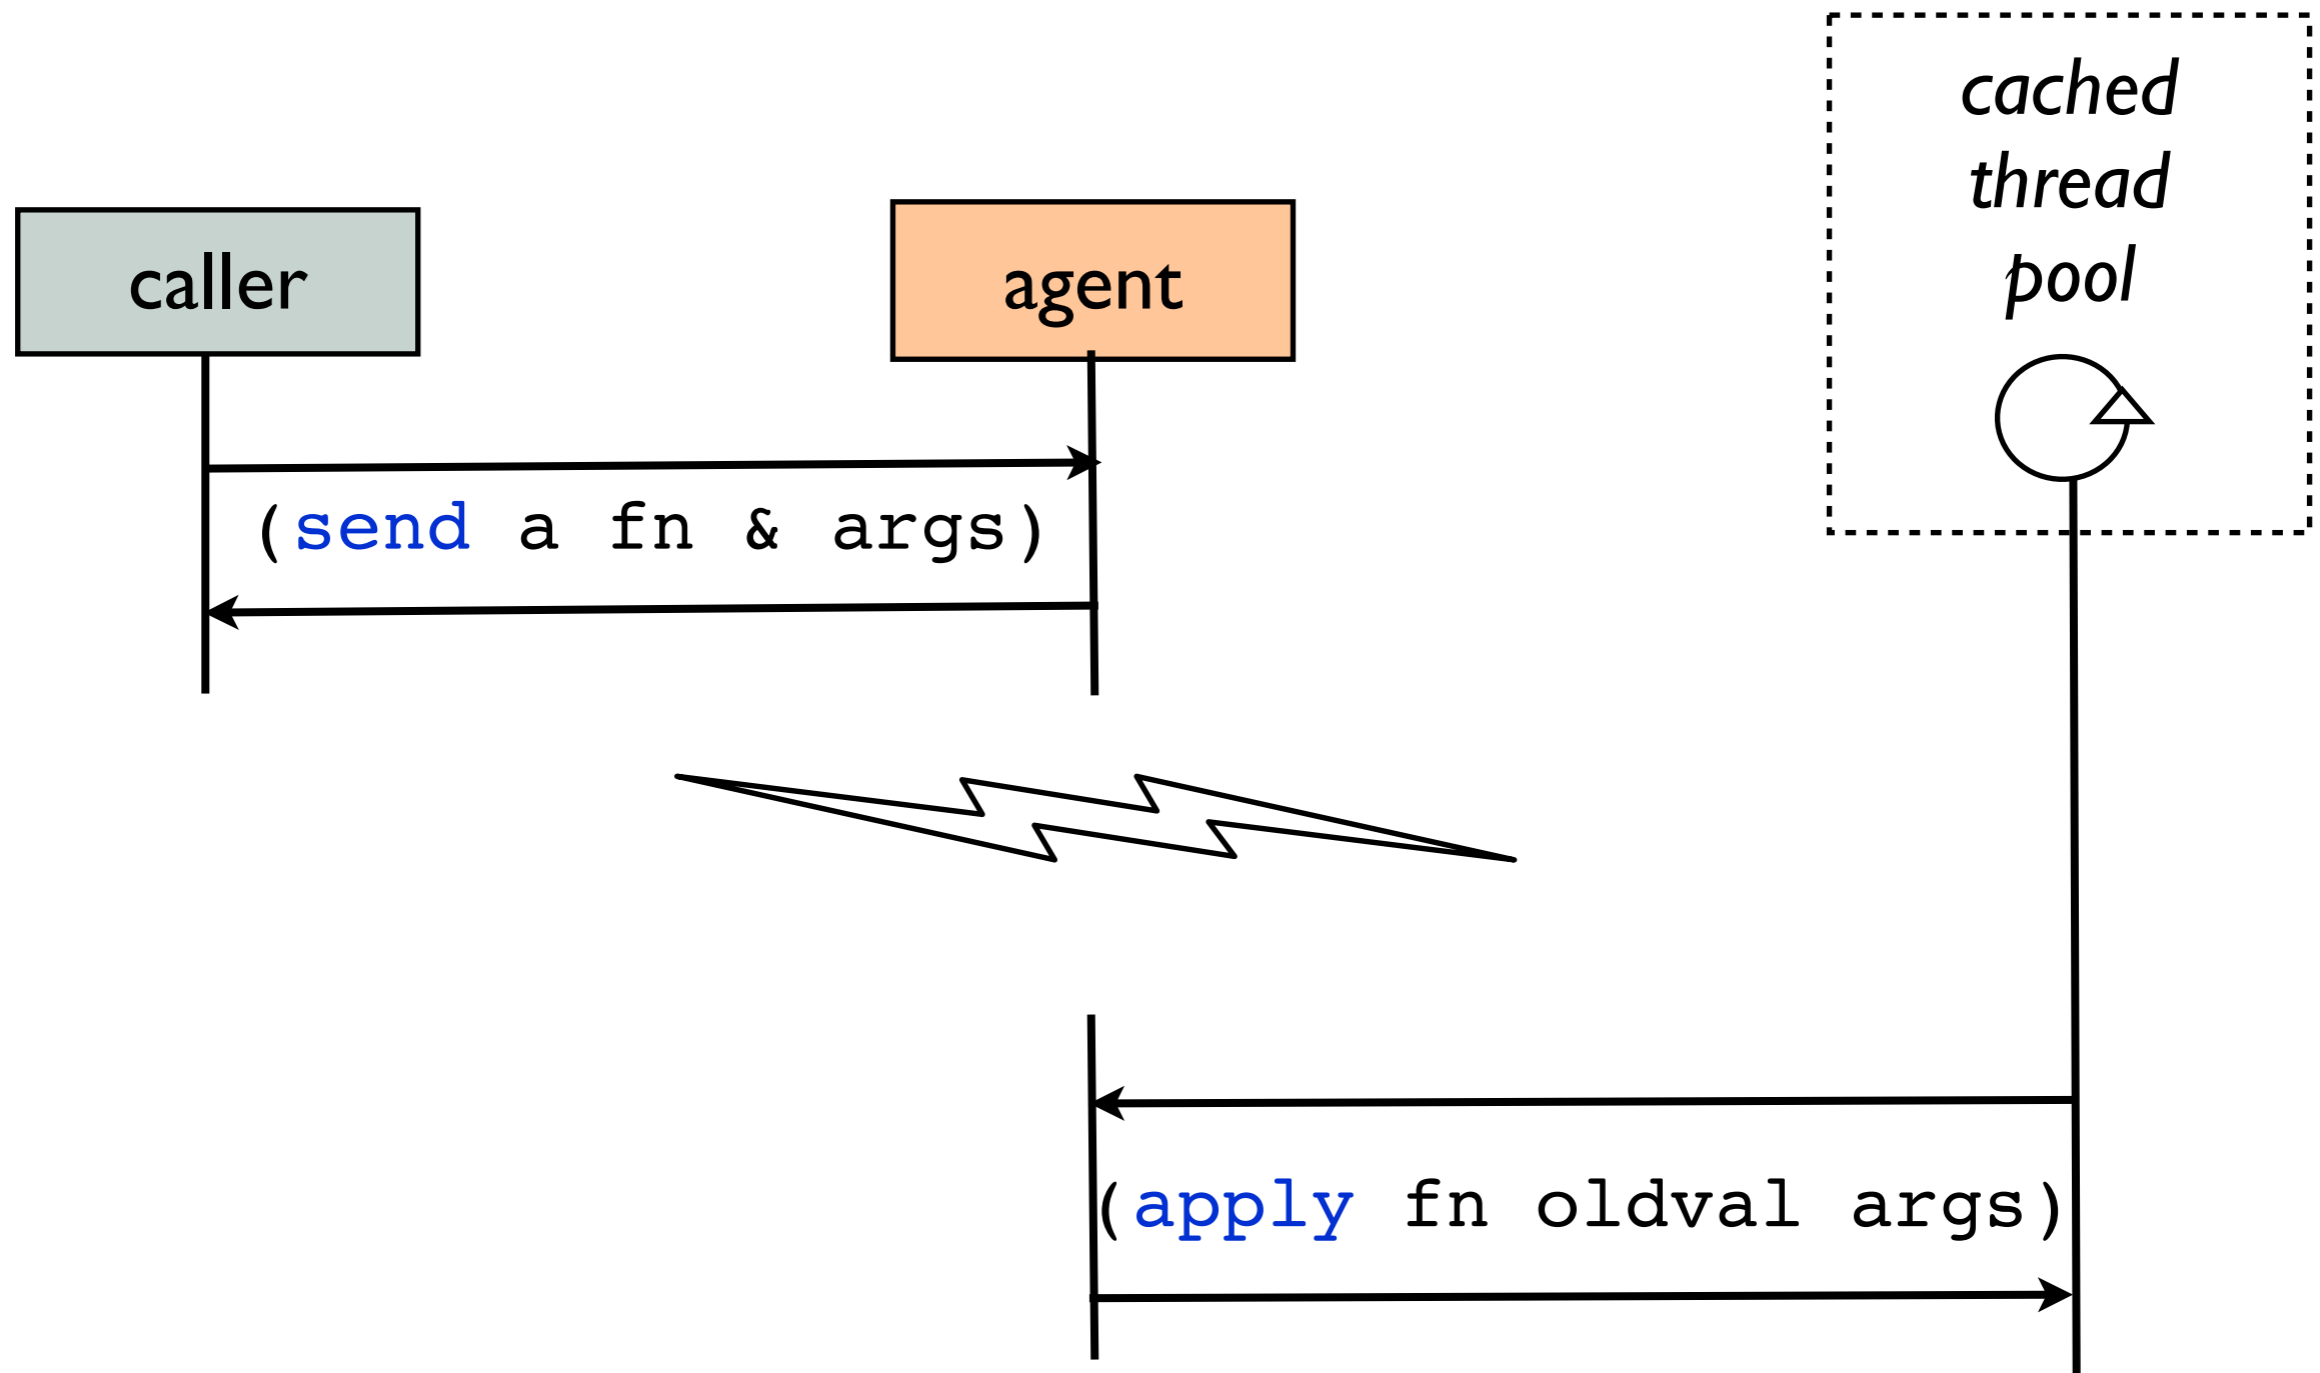 cached
thread
pool
caller
agent
(send a fn & args)
(apply fn oldval args)